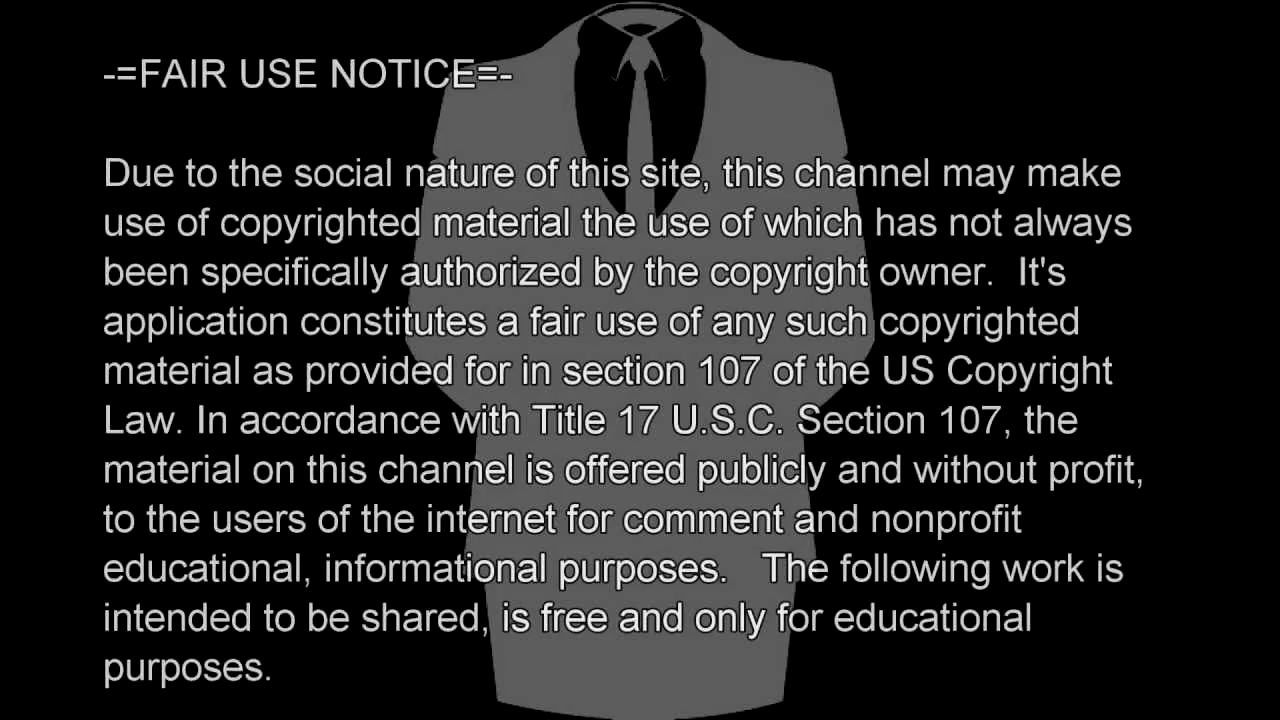 -=FAIR USE NOTICE=-
Due to the social nature of this site, this channel may make
use of copyrighted material the use of which has not always
been specifically authorized by the copyright owner.  It's
application constitutes a fair use of any such copyrighted
material as provided for in section 107 of the US Copyright
Law. In accordance with Title 17 U.S.C. Section 107, the
material on this channel is offered publicly and without profit,
to the users of the internet for comment and nonprofit
educational, informational purposes.   The following work is
intended to be shared, is free and only for educational
purposes.